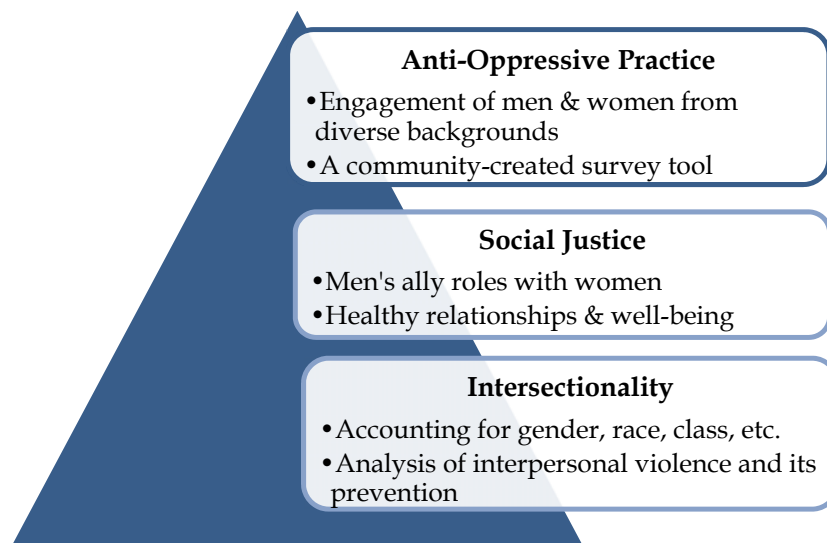 Anti-Oppressive Practice
•Engagement of men & women from
diverse backgrounds
•A community-created survey tool
Social Justice
•Men's ally roles with women
•Healthy relationships & well-being
Intersectionality
•Accounting for gender, race, class, etc.
•Analysis of interpersonal violence and its
prevention